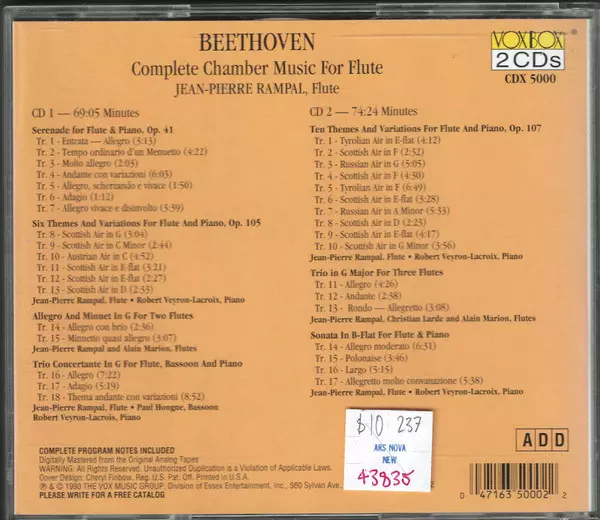 BEETHOVEN
Complete Chamber Music For Flute
JEAN-PIERRE RAMPAL, Flute
VOXBOX
2 CDs
CDX 5000
CD 1 — 69:05 Minutes
Serenade for Flute & Piano, Op. 41
Tr. 1 - Entrata — Allegro (3:13)
Tr. 2 - Tempo ordinario d'un Menuetto (4:22)
Tr. 3 - Molto allegro (2:03)
Tr. 4 - Andante con variations (6:03)
Tr. 5 - Allegro, scherzando e vivace (1:50)
Tr. 6 - Adagio (1:12)
Tr. 7 - Allegro vivace e disinvolto (3:39)
Six Themes And Variations For Flute And Piano, Op. 105
Tr. 8 - Scottish Air in G (3:04)
Tr. 9 - Scottish Air in C Minor (2:44)
Tr. 10 - Austrian Air in C (4:52)
Tr. 11 - Scottish Air in E-flat (3:21)
Tr. 12 - Scottish Air in E-flat (2:27)
Tr. 13 - Scottish Air in D (2:33)
Jean-Pierre Rampal, Flute • Robert Veyron-Lacroix, Piano
Allegro And Minuet In G For Two Flutes
Tr. 14 - Allegro con brio (2:36)
Tr. 15 - Minuetto quasi allegro (3:07)
Jean-Pierre Rampal and Alain Marion, Flutes
Trio Concertante In G For Flute, Bassoon And Piano
Tr. 16 - Allegro (7:22)
Tr. 17 - Adagio (5:19)
Tr. 18 - Thema andante con variations (8:52)
Jean-Pierre Rampal, Flute • Paul Hongne, Bassoon
Robert Veyron-Lacrois, Piano
CD 2 — 74:24 Minutes
Ten Themes And Variations For Flute And Piano, Op. 107
Tr. 1 - Tyrolian Air in E-flat (4:12)
Tr. 2 - Scottish Air in F (2:32)
Tr. 3 - Russian Air in G (5:05)
Tr. 4 - Scottish Air in F (4:30)
Tr. 5 - Tyrolian Air in F (6:49)
Tr. 6 - Scottish Air in E-flat (3:28)
Tr. 7 - Russian Air in A Minor (5:33)
Tr. 8 - Scottish Air in D (2:23)
Tr. 9 - Scottish Air in E-flat (4:17)
Tr. 10 - Scottish Air in G Minor (3:56)
Jean-Pierre Rampal, Flute • Robert Veyron-Lacroix, Piano
Trio in G Major For Three Flutes
Tr. 11 - Allegro (4:26)
Tr. 12 - Andante (2:38)
Tr. 13 - Rondo — Allegretto (3:08)
Jean-Pierre Rampal, Christian Larde and Alain Marion, Flutes
Sonata In B-Flat For Flute & Piano
Tr. 14 - Allegro moderato (6:31)
Tr. 15 - Polonaise (3:46)
Tr. 16 - Largo (5:15)
Tr. 17 - Allegretto molto convanazione (5:38)
Jean-Pierre Rampal, Flute • Robert Veyron-Lacroix, Piano
$10 237
ARS NOVA
NEW
43835
A D D
COMPLETE PROGRAM NOTES INCLUDED
Digitally Mastered from the Original Analog Tapes
WARNING: All Rights Reserved. Unauthorized Duplication is a Violation of Applicable Laws.
Cover Design: Cheryl Finbow. Reg. Pat. Off. Printed in U.S.A.
℗ & © 1990 THE VOX MUSIC GROUP, Division of Essex Entertainment, Inc., 560 Sylvan Ave.
PLEASE WRITE FOR A FREE CATALOG
0 47163 50002 2